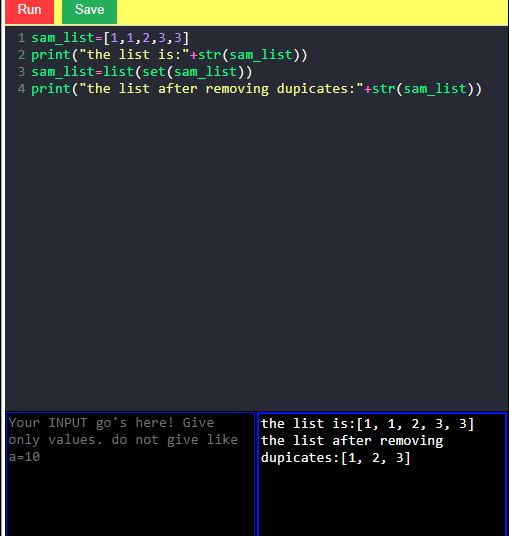 Run Save
1 sam_list=[1,1,2,3,3]
2 print("the list is:"+str(sam_list))
3 sam_list=list(set(sam_list))
4 print("the list after removing dupicates:"+str(sam_list))
Your INPUT go's here! Give
only values. do not give like
a=10
the list is:[1, 1, 2, 3, 3]
the list after removing
dupicates:[1, 2, 3]